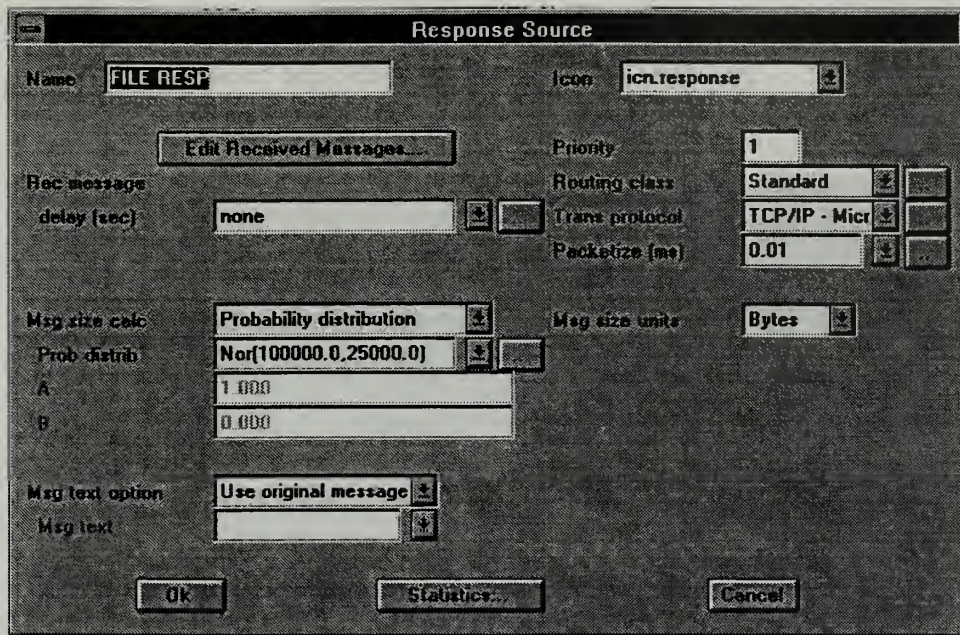 Response Source
Name FILE RESP Icon icn.response
Edit Received Messages... Priority 1
Rec message Routing class Standard ..
delay (sec) none Trans protocol TCP/IP - Micr
Packetize (ms) 0.01 ..
Msg size calc Probability distribution Msg size units Bytes
Prob distrib Nor(100000.0,25000.0) ..
A 1.000
B 0.000
Msg text option Use original message
Msg text
Ok Statistics... Cancel